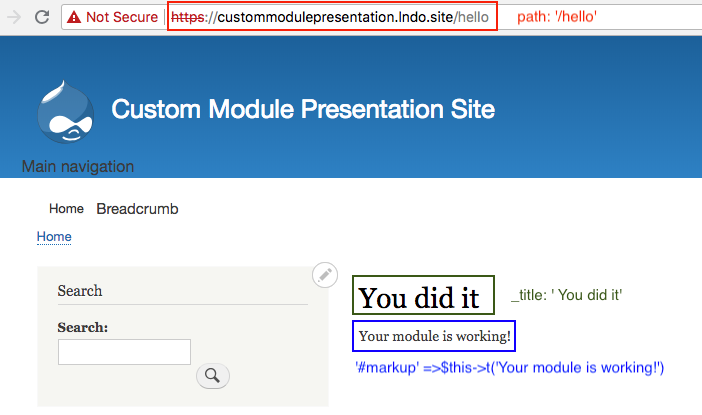 Not Secure https://custommodulepresentation.lndo.site/hello path: '/hello'
Custom Module Presentation Site
Main navigation
Home Breadcrumb
Home
Search
Search:
You did it _title: ' You did it'
Your module is working!
'#markup' =>$this->t('Your module is working!')